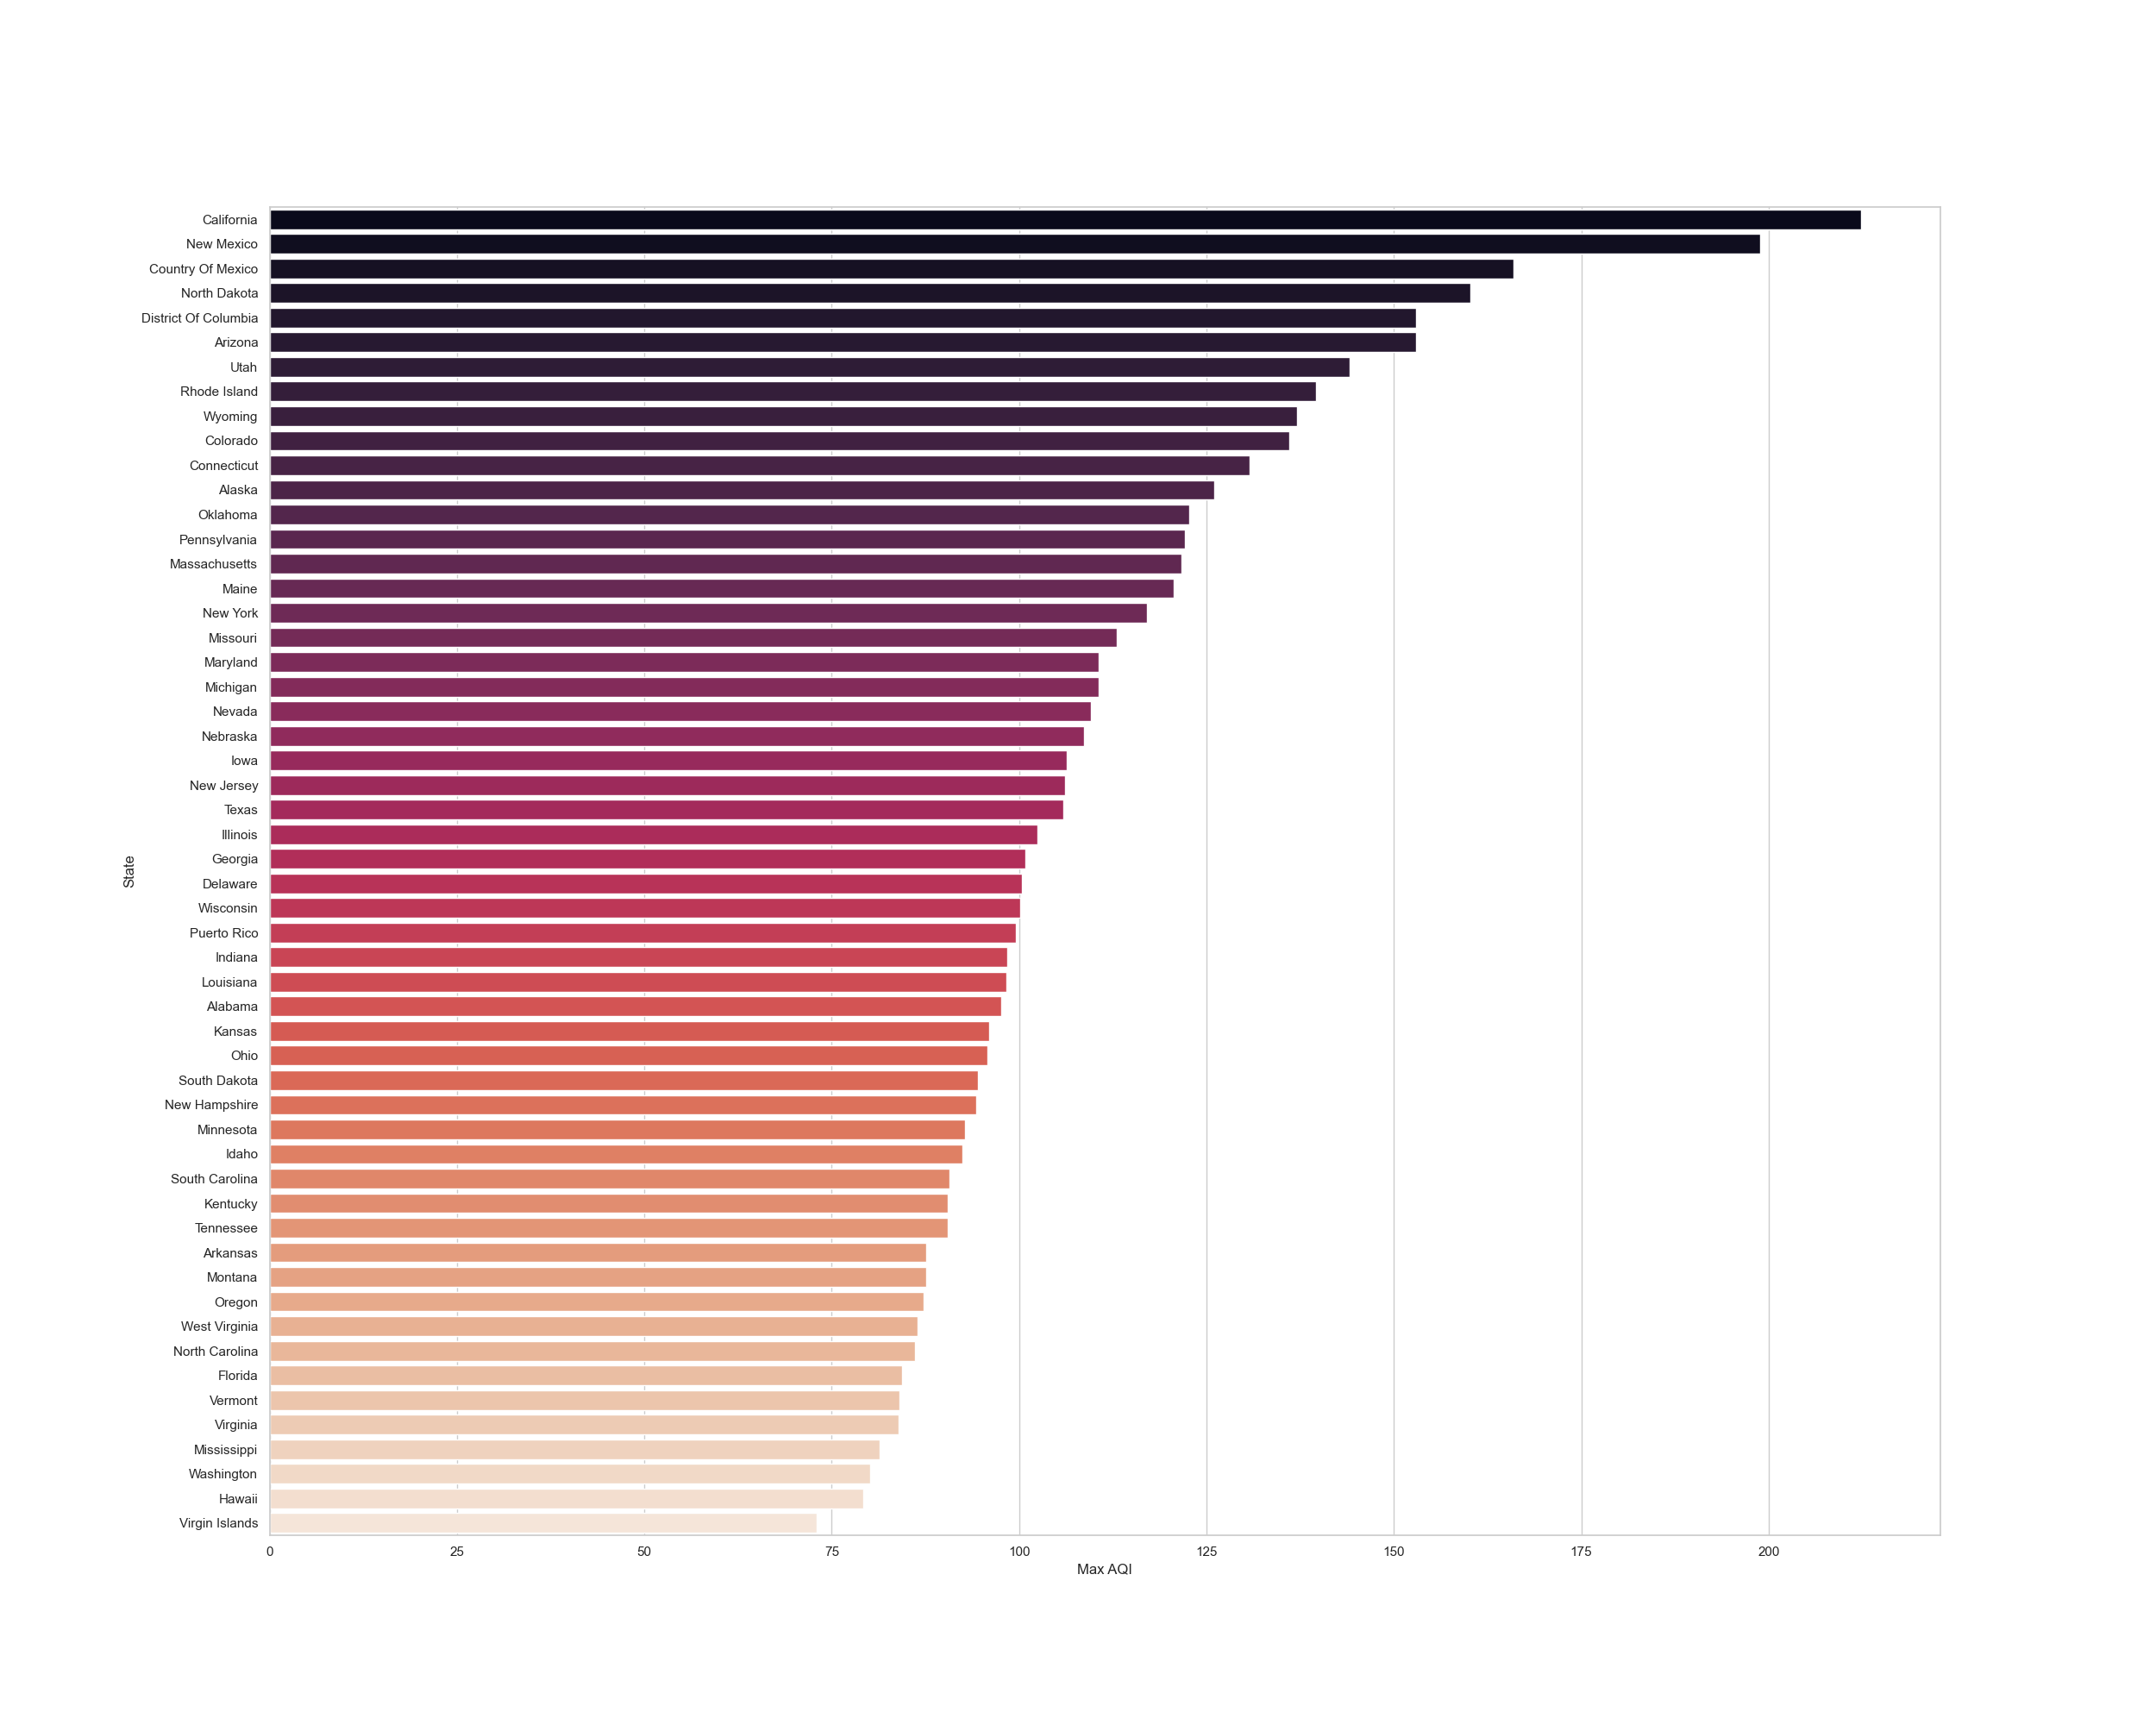 California
New Mexico
Country Of Mexico
North Dakota
District Of Columbia
Arizona
Utah
Rhode Island
Wyoming
Colorado
Connecticut
Alaska
Oklahoma
Pennsylvania
Massachusetts
Maine
New York
Missouri
Maryland
Michigan
Nevada
Nebraska
Iowa
New Jersey
Texas
Illinois
Georgia
Delaware
Wisconsin
Puerto Rico
Indiana
Louisiana
Alabama
Kansas
Ohio
South Dakota
New Hampshire
Minnesota
Idaho
South Carolina
Kentucky
Tennessee
Arkansas
Montana
Oregon
West Virginia
North Carolina
Florida
Vermont
Virginia
Mississippi
Washington
Hawaii
Virgin Islands
State
0 25 50 75 100 125 150 175 200
Max AQI